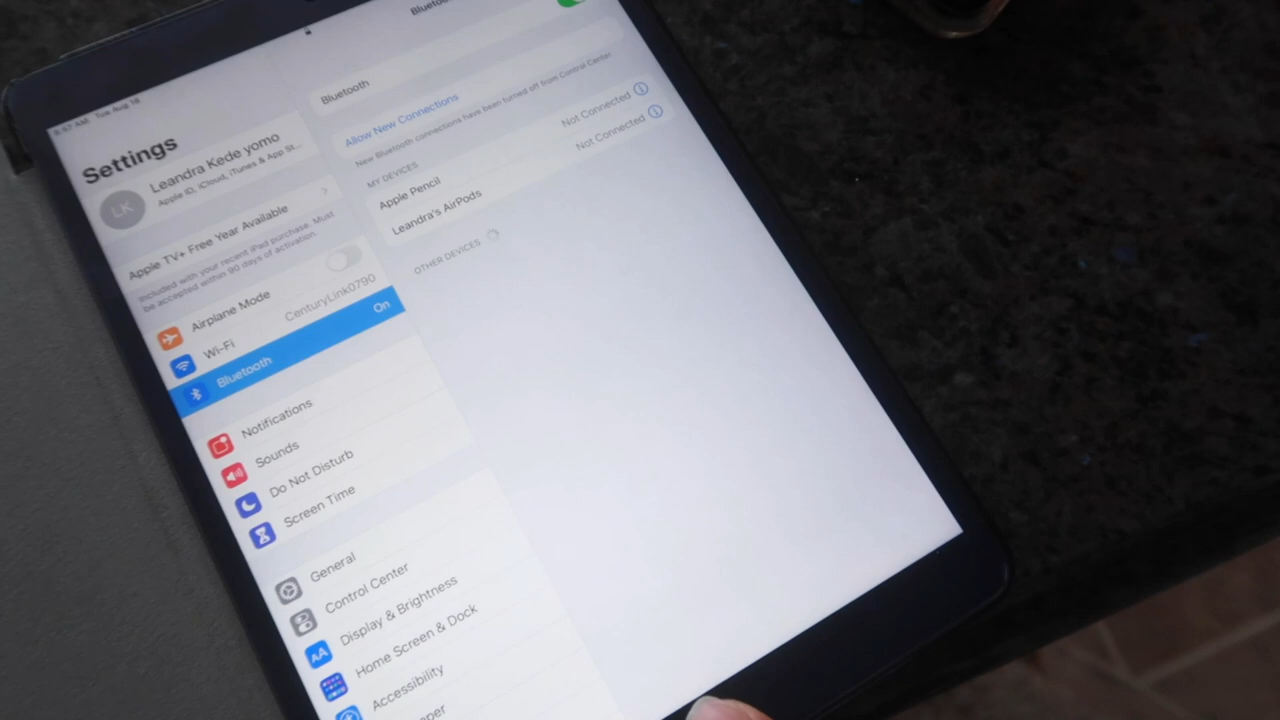 8:57 AM Tue Aug 18
Settings
LK
Leandra Kede yomo
Apple ID, iCloud, iTunes & App St...
Apple TV+ Free Year Available
Included with your recent iPad purchase. Must
be accepted within 90 days of activation.
Airplane Mode
Wi-Fi CenturyLink0790
Bluetooth On
Notifications
Sounds
Do Not Disturb
Screen Time
General
Control Center
AA Display & Brightness
Home Screen & Dock
Accessibility
Bluetooth
Bluetooth
Allow New Connections
New Bluetooth connections have been turned off from Control Center.
MY DEVICES
Apple Pencil Not Connected
Leandra's AirPods Not Connected
OTHER DEVICES